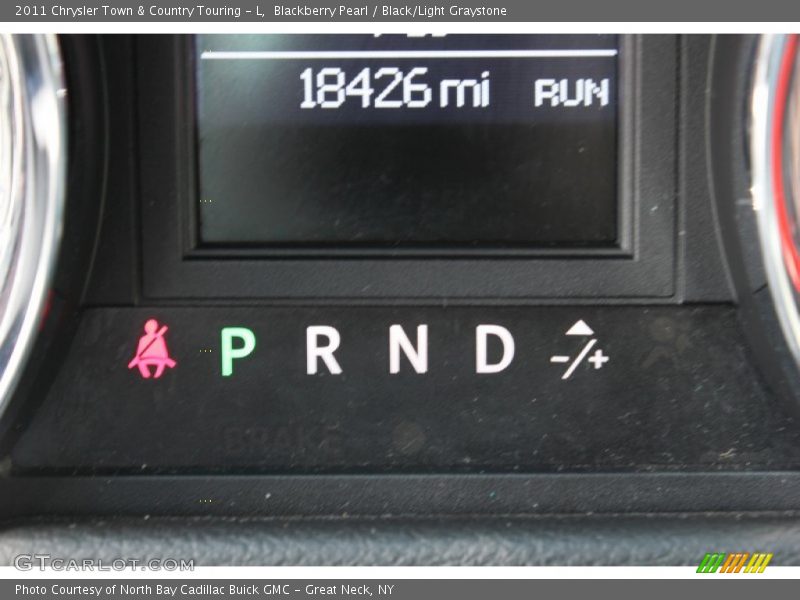 2011 Chrysler Town & Country Touring - L, Blackberry Pearl / Black/Light Graystone
18426 mi RUN
P R N D -/+
BRAKE
GTCARLOT.COM
Photo Courtesy of North Bay Cadillac Buick GMC - Great Neck, NY